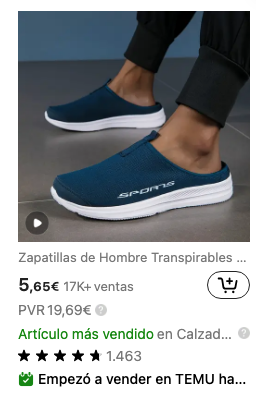 SPORTS
Zapatillas de Hombre Transpirables ...
5,65€ 17K+ ventas
PVR 19,69€
Artículo más vendido en Calzad...
1.463
Empezó a vender en TEMU ha...